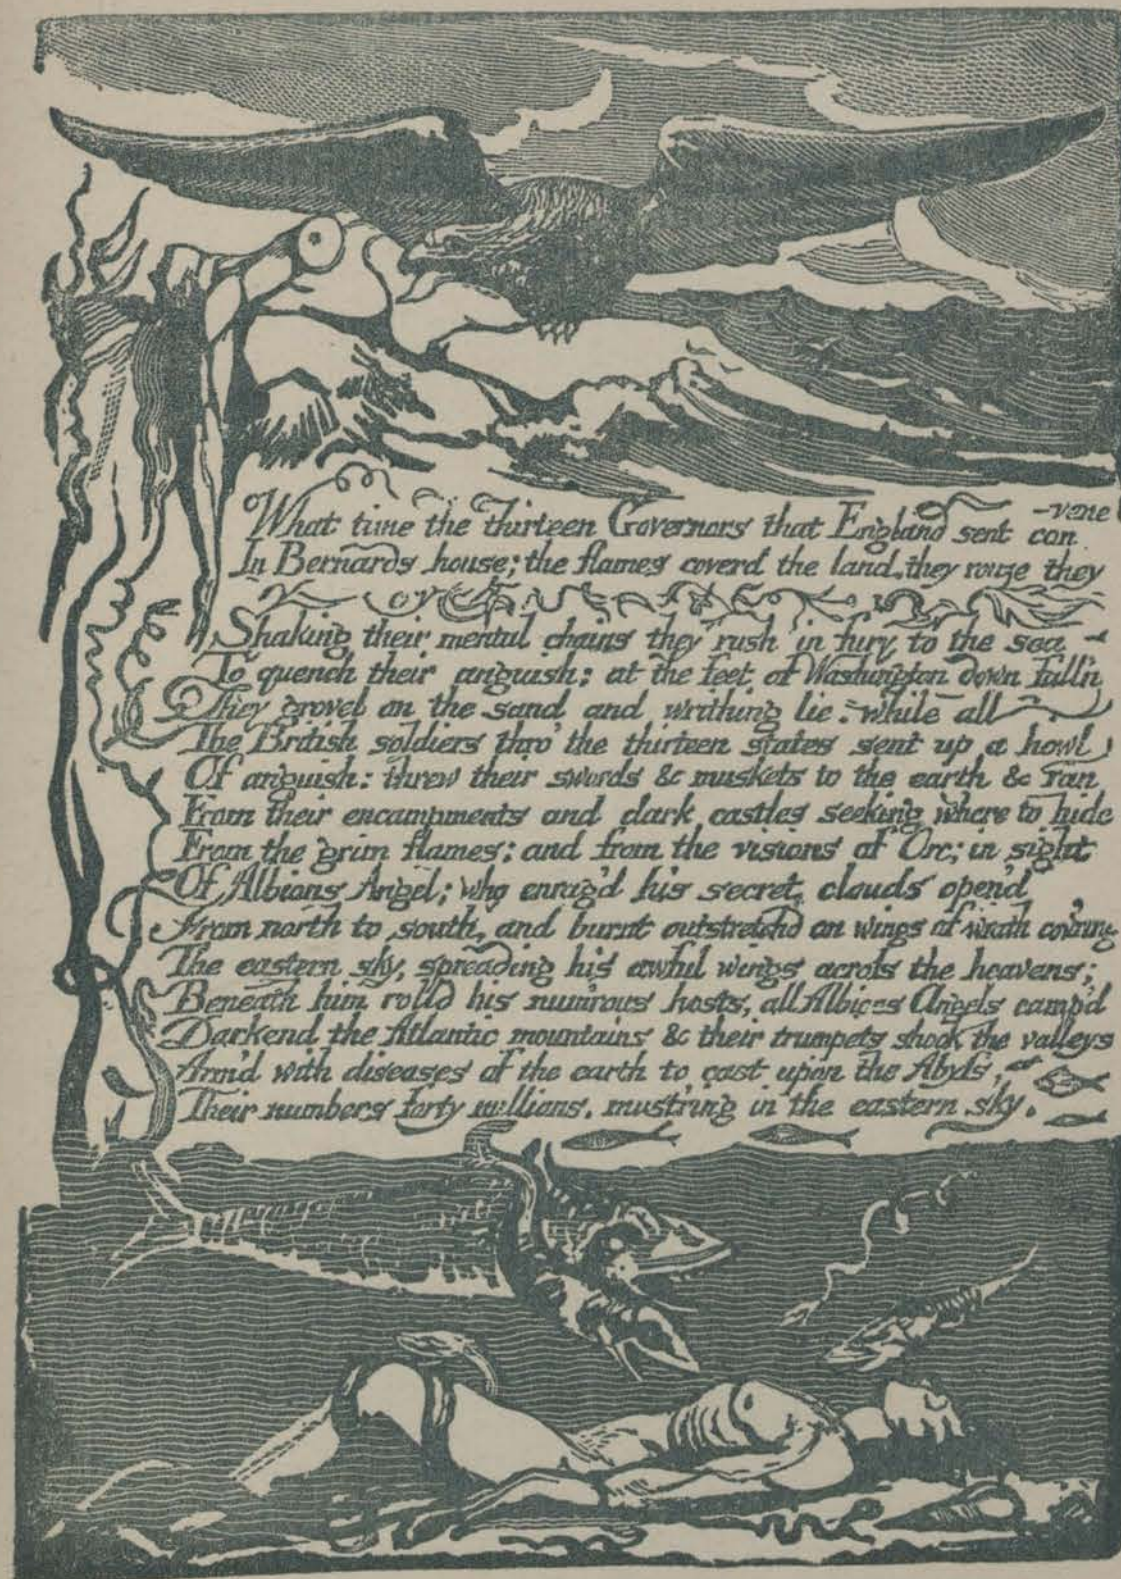 What time the thirteen Governors that England sent con
-vene
In Bernards house; the flames coverd the land, they rouze they
Shaking their mental chains they rush in fury to the sea
To quench their anguish; at the feet of Washington down fall'n
They grovel on the sand and writhing lie. while all
The British soldiers thro' the thirteen states sent up a howl
Of anguish: threw their swords & muskets to the earth & ran
From their encampments and dark castles seeking where to hide
From the grim flames; and from the visions of Orc; in sight
Of Albions Angel; who enrag'd his secret clouds open'd
From north to south, and burnt outstretchd on wings of wrath cov'ring
The eastern sky, spreading his awful wings across the heavens;
Beneath him rolld his num'rous hosts, all Albions Angels camp'd
Darkend the Atlantic mountains & their trumpets shook the valleys
Arm'd with diseases of the earth to cast upon the Abyss,
Their numbers forty millions, mustring in the eastern sky.